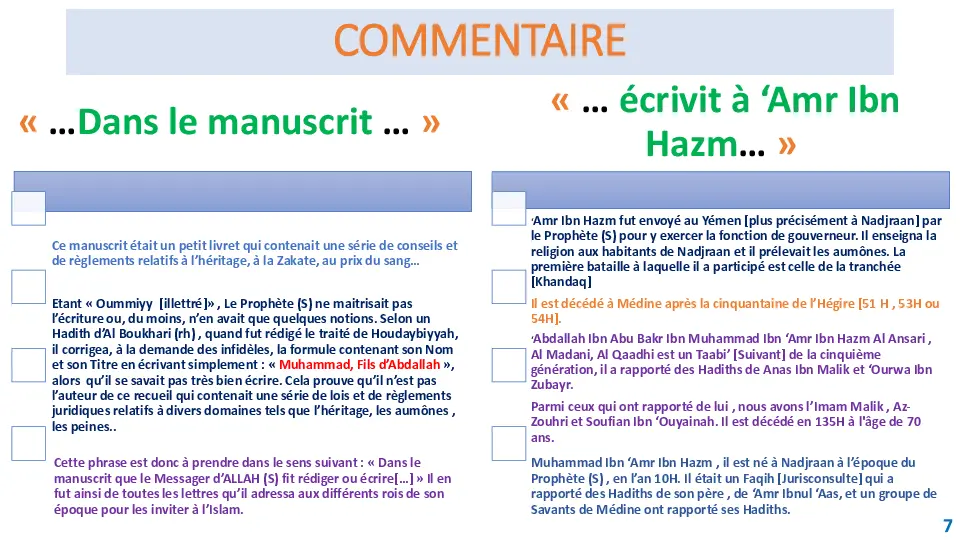 COMMENTAIRE
« …Dans le manuscrit … »
Ce manuscrit était un petit livret qui contenait une série de conseils et
de règlements relatifs à l’héritage, à la Zakate, au prix du sang…
Etant « Oummiyy [illettré]» , Le Prophète (S) ne maitrisait pas
l’écriture ou, du moins, n’en avait que quelques notions. Selon un
Hadith d’Al Boukhari (rh) , quand fut rédigé le traité de Houdaybiyyah,
il corrigea, à la demande des infidèles, la formule contenant son Nom
et son Titre en écrivant simplement : « Muhammad, Fils d’Abdallah »,
alors qu’il se savait pas très bien écrire. Cela prouve qu’il n’est pas
l’auteur de ce recueil qui contenait une série de lois et de règlements
juridiques relatifs à divers domaines tels que l’héritage, les aumônes ,
les peines..
Cette phrase est donc à prendre dans le sens suivant : « Dans le
manuscrit que le Messager d’ALLAH (S) fit rédiger ou écrire[…] » Il en
fut ainsi de toutes les lettres qu’il adressa aux différents rois de son
époque pour les inviter à l’Islam.
« … écrivit à ‘Amr Ibn
Hazm… »
‘Amr Ibn Hazm fut envoyé au Yémen [plus précisément à Nadjraan] par
le Prophète (S) pour y exercer la fonction de gouverneur. Il enseigna la
religion aux habitants de Nadjraan et il prélevait les aumônes. La
première bataille à laquelle il a participé est celle de la tranchée
[Khandaq]
Il est décédé à Médine après la cinquantaine de l’Hégire [51 H , 53H ou
54H].
‘Abdallah Ibn Abu Bakr Ibn Muhammad Ibn ‘Amr Ibn Hazm Al Ansari ,
Al Madani, Al Qaadhi est un Taabi’ [Suivant] de la cinquième
génération, il a rapporté des Hadiths de Anas Ibn Malik et ‘Ourwa Ibn
Zubayr.
Parmi ceux qui ont rapporté de lui , nous avons l’Imam Malik , Az-
Zouhri et Soufian Ibn ‘Ouyainah. Il est décédé en 135H à l'âge de 70
ans.
Muhammad Ibn ‘Amr Ibn Hazm , il est né à Nadjraan à l’époque du
Prophète (S) , en l’an 10H. Il était un Faqih [Jurisconsulte] qui a
rapporté des Hadiths de son père , de ‘Amr Ibnul ‘Aas, et un groupe de
Savants de Médine ont rapporté ses Hadiths.
7